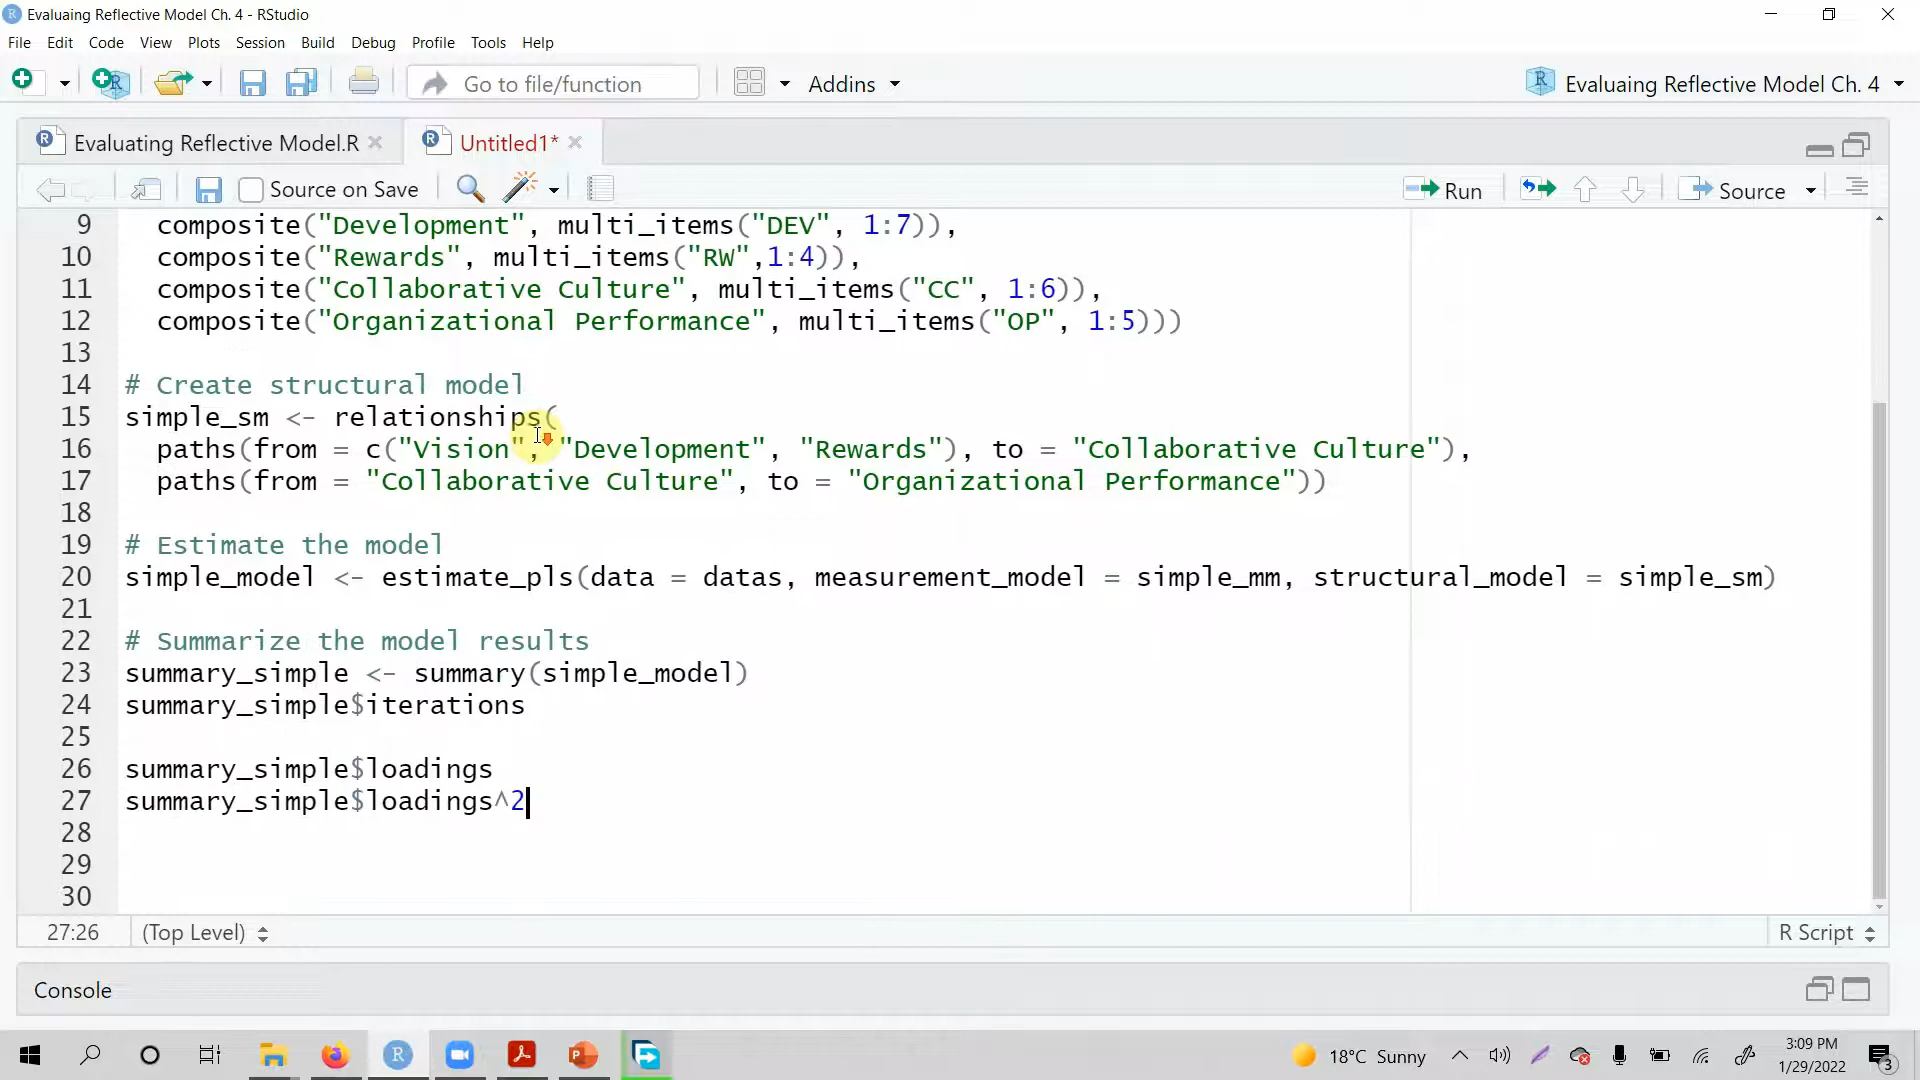 Evaluaing Reflective Model Ch. 4 - RStudio
File Edit Code View Plots Session Build Debug Profile Tools Help
Go to file/function Addins Evaluaing Reflective Model Ch. 4
Evaluating Reflective Model.R Untitled1*
Source on Save Run Source
9 composite("Development", multi_items("DEV", 1:7)),
10 composite("Rewards", multi_items("RW",1:4)),
11 composite("Collaborative Culture", multi_items("CC", 1:6)),
12 composite("Organizational Performance", multi_items("OP", 1:5)))
13
14 # Create structural model
15 simple_sm <- relationships(
16 paths(from = c("Vision", "Development", "Rewards"), to = "Collaborative Culture"),
17 paths(from = "Collaborative Culture", to = "Organizational Performance"))
18
19 # Estimate the model
20 simple_model <- estimate_pls(data = datas, measurement_model = simple_mm, structural_model = simple_sm)
21
22 # Summarize the model results
23 summary_simple <- summary(simple_model)
24 summary_simple$iterations
25
26 summary_simple$loadings
27 summary_simple$loadings^2
28
29
30
27:26 (Top Level) R Script
Console
18°C Sunny 3:09 PM
1/29/2022 3